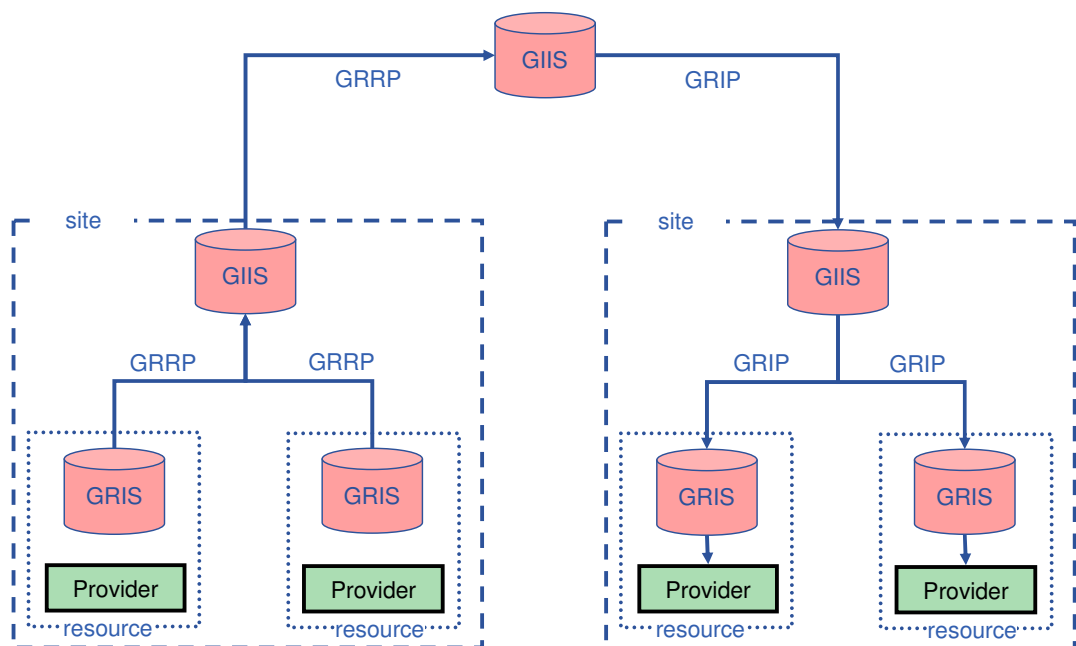 GIIS
GRRP
GRIP
site
site
GIIS
GIIS
GRRP
GRRP
GRIP
GRIP
GRIS
GRIS
GRIS
GRIS
Provider
Provider
Provider
Provider
resource
resource
resource
resource